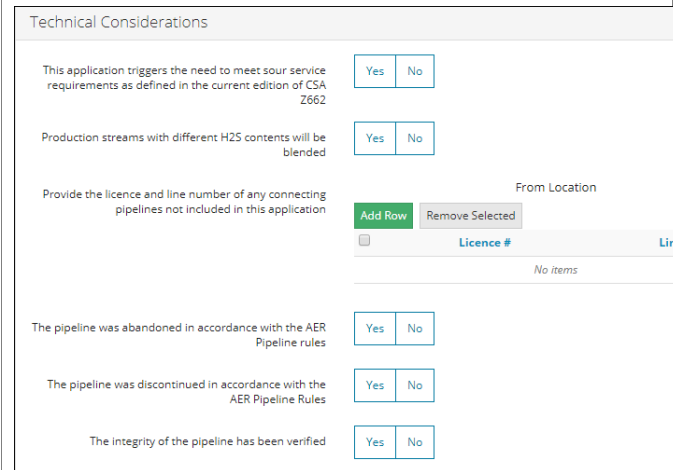 Technical Considerations
This application triggers the need to meet sour service
requirements as defined in the current edition of CSA
Z662
Yes No
Production streams with different H2S contents will be
blended
Yes No
Provide the licence and line number of any connecting
pipelines not included in this application
From Location
Add Row Remove Selected
Licence #
No items
The pipeline was abandoned in accordance with the AER
Pipeline rules
Yes No
The pipeline was discontinued in accordance with the
AER Pipeline Rules
Yes No
The integrity of the pipeline has been verified
Yes No